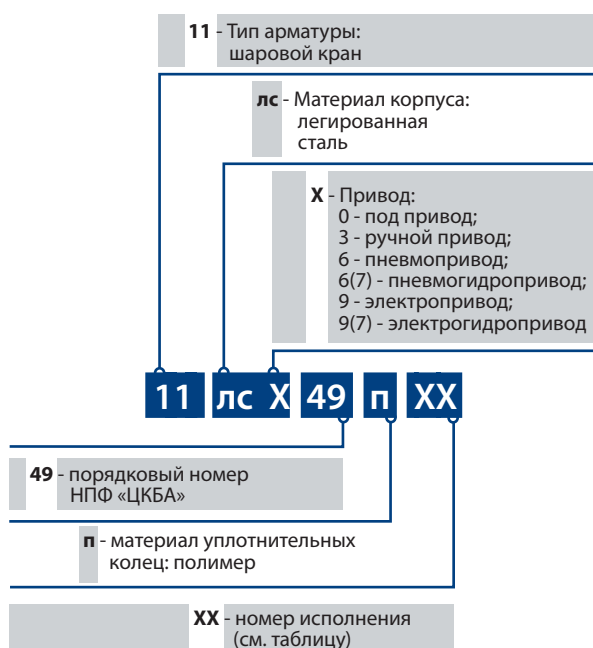 11 - Тип арматуры:
шаровой кран
лс - Материал корпуса:
легированная
сталь
X - Привод:
0 - под привод;
3 - ручной привод;
6 - пневмопривод;
6(7) - пневмогидропривод;
9 - электропривод;
9(7) - электрогидропривод
11 лс X 49 п XX
49 - порядковый номер
НПФ «ЦКБА»
п - материал уплотнительных
колец: полимер
XX - номер исполнения
(см. таблицу)